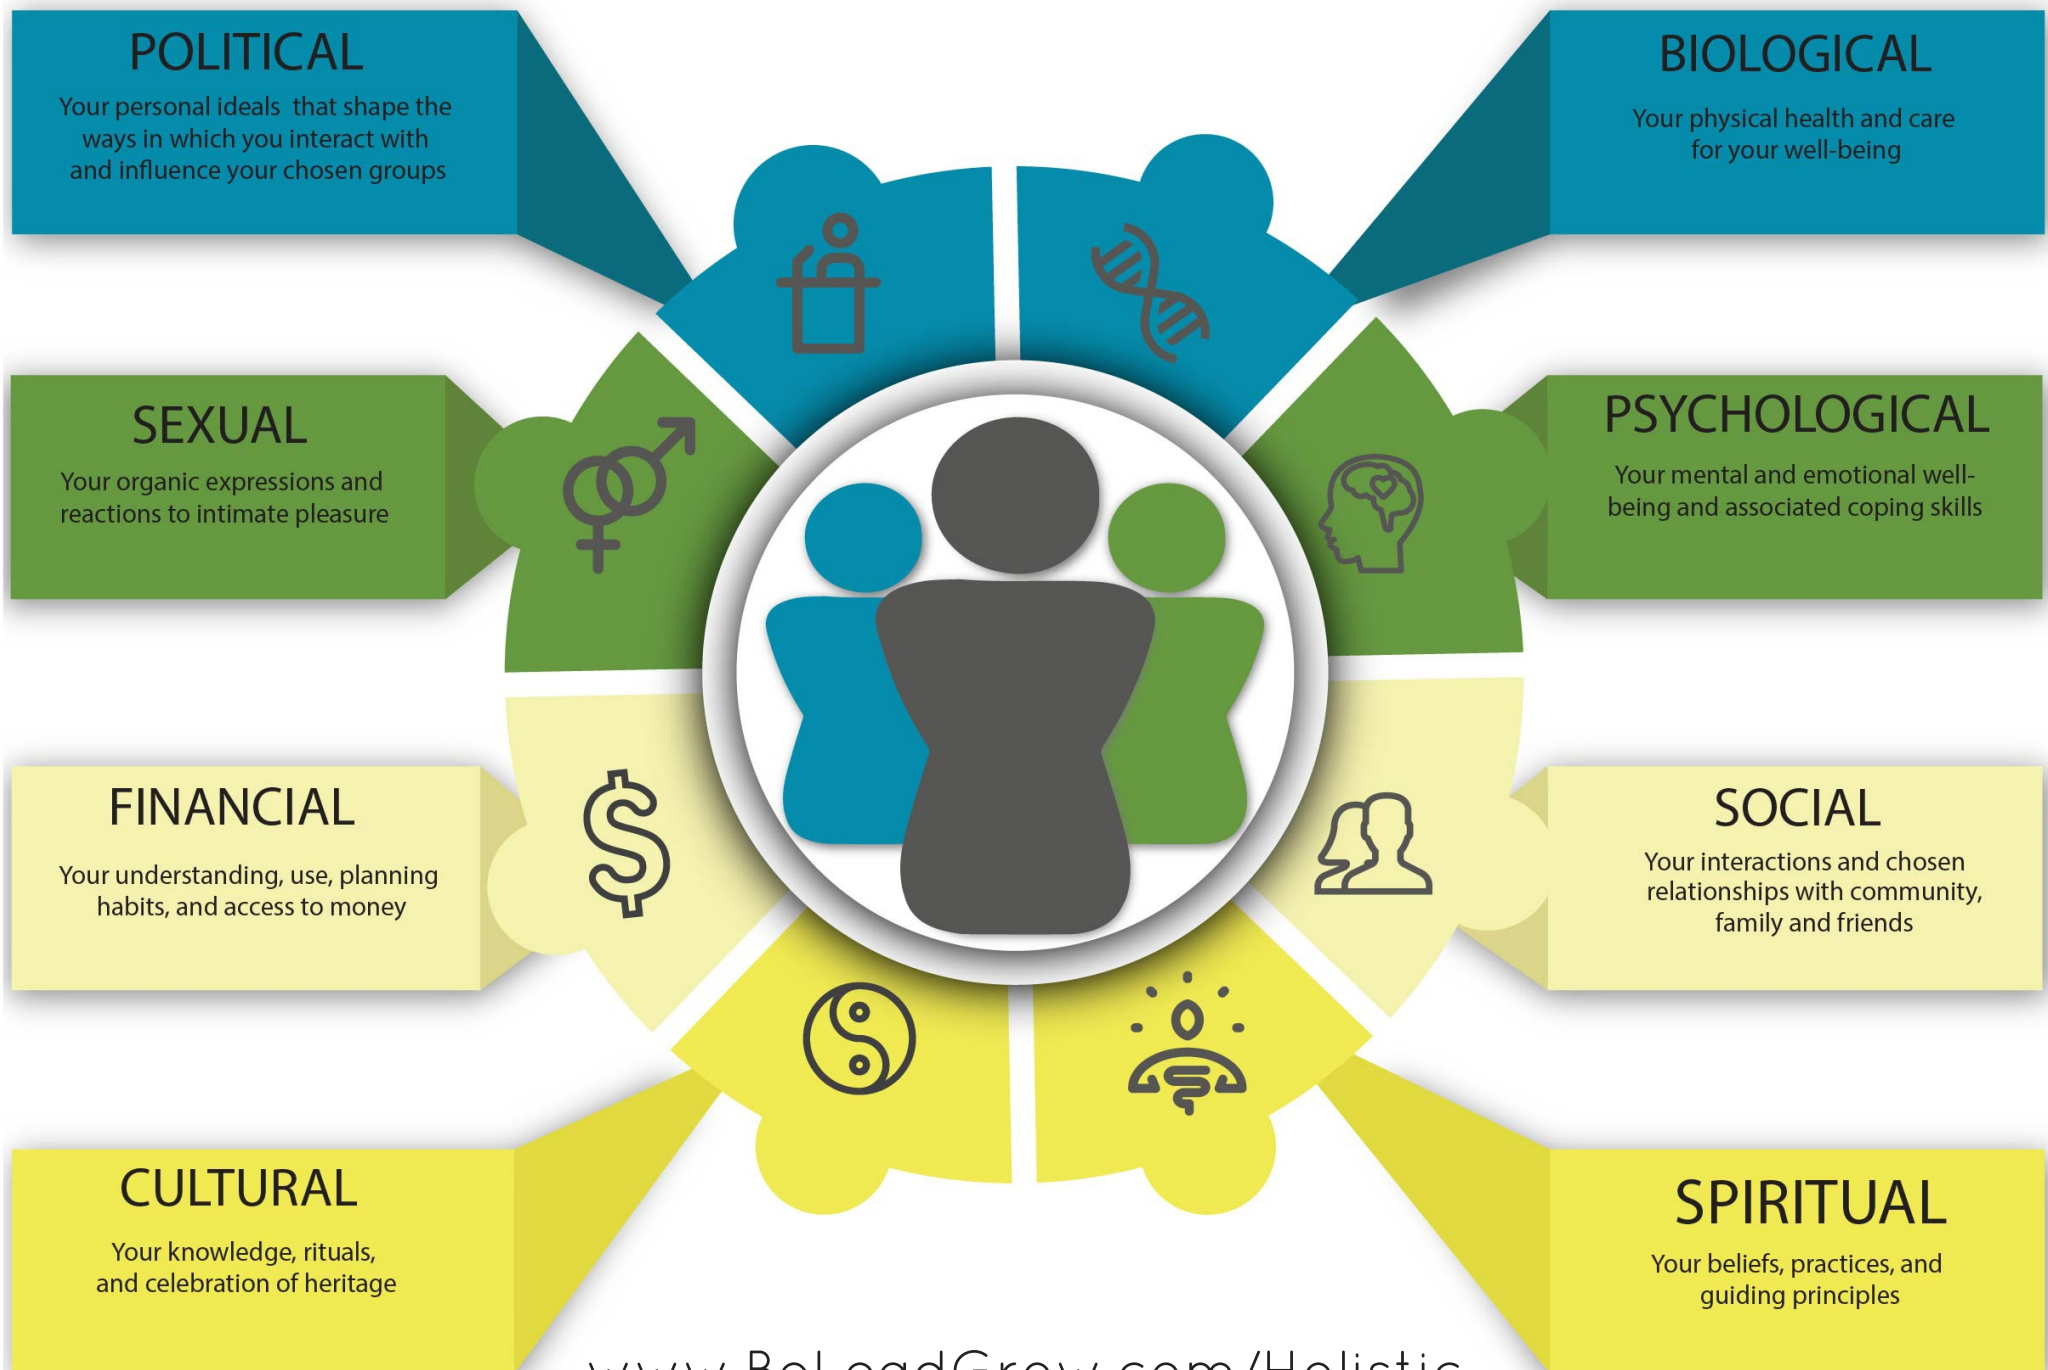 POLITICAL
Your personal ideals that shape the
ways in which you interact with
and influence your chosen groups
BIOLOGICAL
Your physical health and care
for your well-being
SEXUAL
Your organic expressions and
reactions to intimate pleasure
PSYCHOLOGICAL
Your mental and emotional well-
being and associated coping skills
FINANCIAL
Your understanding, use, planning
habits, and access to money
SOCIAL
Your interactions and chosen
relationships with community,
family and friends
CULTURAL
Your knowledge, rituals,
and celebration of heritage
SPIRITUAL
Your beliefs, practices, and
guiding principles
www.BeLeadGrow.com/Holistic